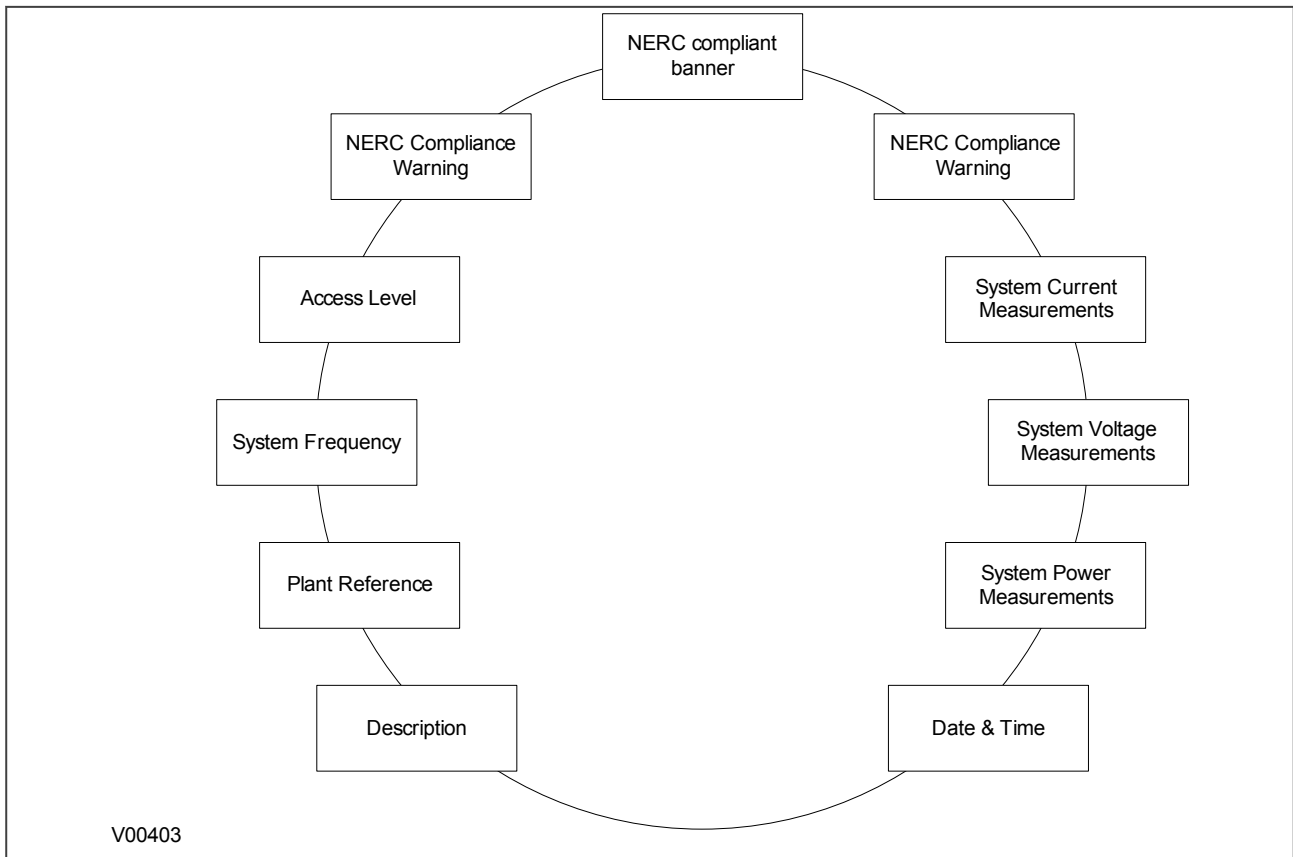 NERC compliant
banner
NERC Compliance
Warning
NERC Compliance
Warning
Access Level
System Current
Measurements
System Frequency
System Voltage
Measurements
Plant Reference
System Power
Measurements
Description
Date & Time
V00403